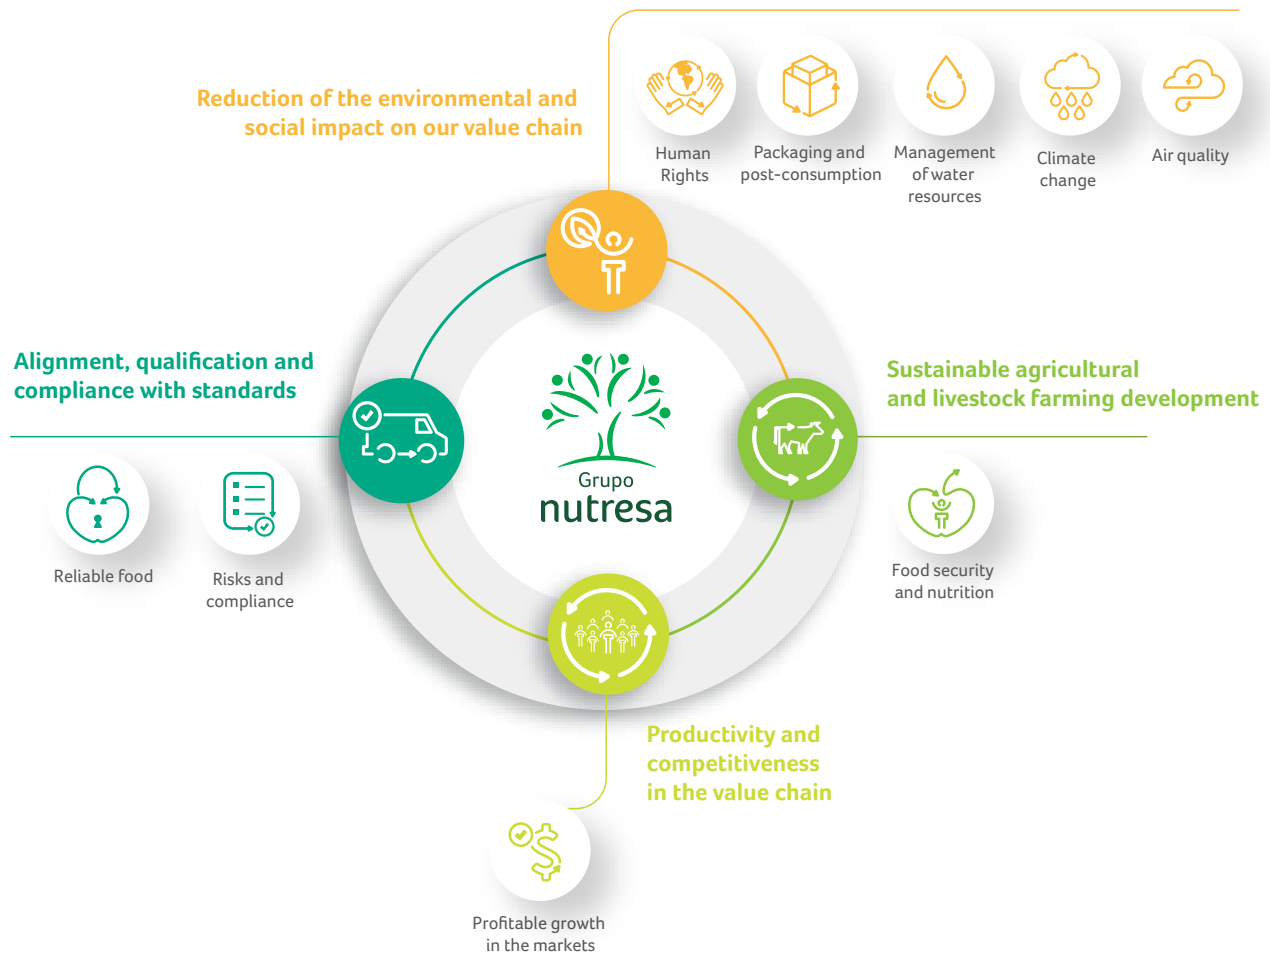 Reduction of the environmental and
social impact on our value chain
Human
Rights
Packaging and
post-consumption
Management
of water
resources
Climate
change
Air quality
Alignment, qualification and
compliance with standards
Reliable food
Risks and
compliance
Grupo
nutresa
Sustainable agricultural
and livestock farming development
Food security
and nutrition
Productivity and
competitiveness
in the value chain
Profitable growth
in the markets